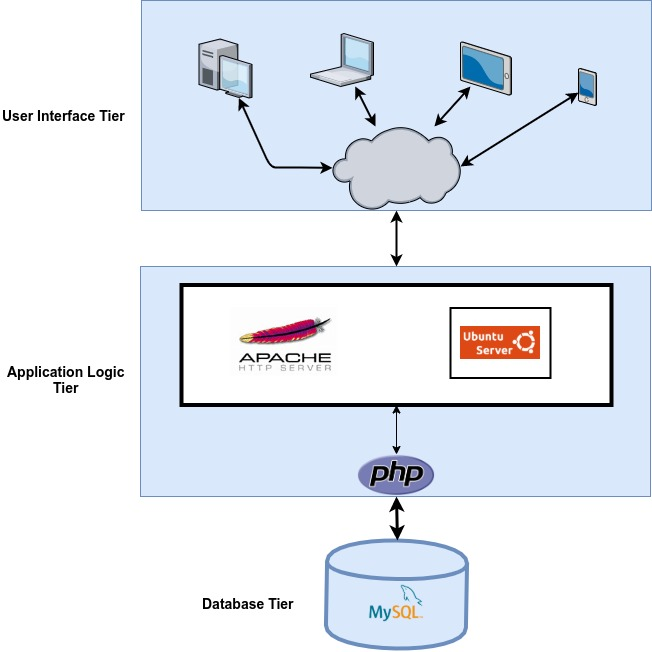 User Interface Tier
APACHE
HTTP SERVER
Ubuntu
Server
Application Logic
Tier
php
Database Tier
MySQL